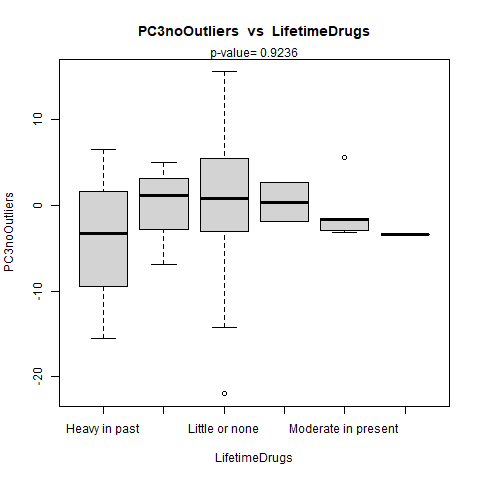 PC3noOutliers vs LifetimeDrugs
p-value= 0.9236
PC3noOutliers
10
0
-10
-20
Heavy in past Little or none Moderate in present
LifetimeDrugs